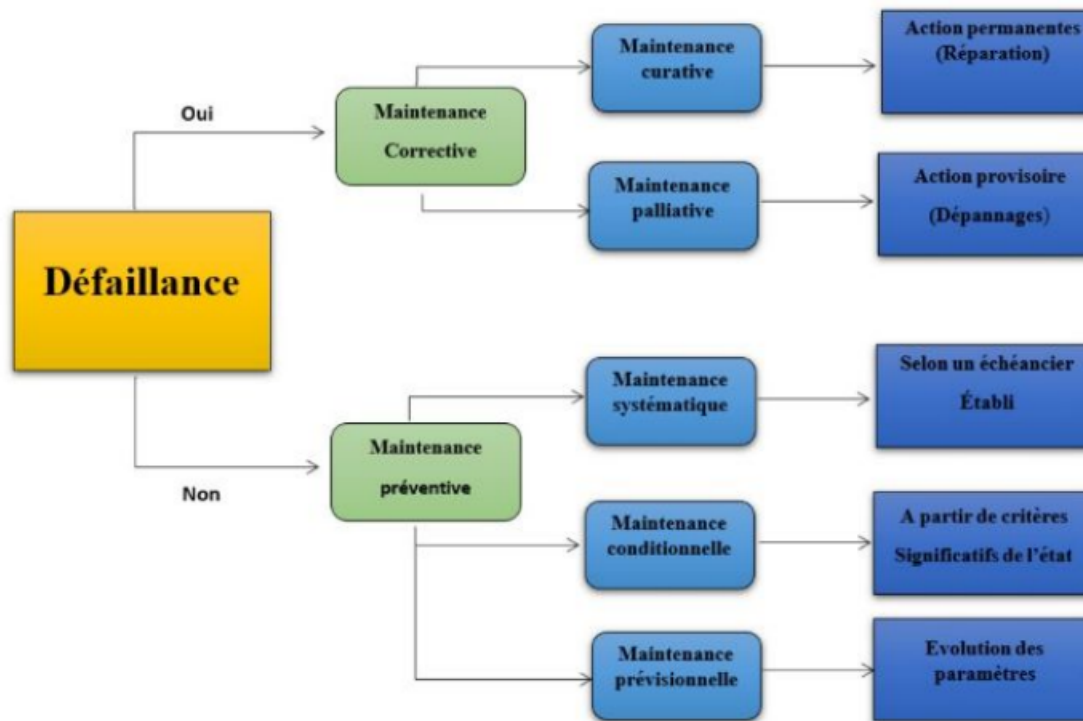 Défaillance
Oui
Non
Maintenance
Corrective
Maintenance
préventive
Maintenance
curative
Maintenance
palliative
Maintenance
systématique
Maintenance
conditionnelle
Maintenance
prévisionnelle
Action permanentes
(Réparation)
Action provisoire
(Dépannages)
Selon un échéancier
Établi
A partir de critères
Significatifs de l'état
Evolution des
paramètres